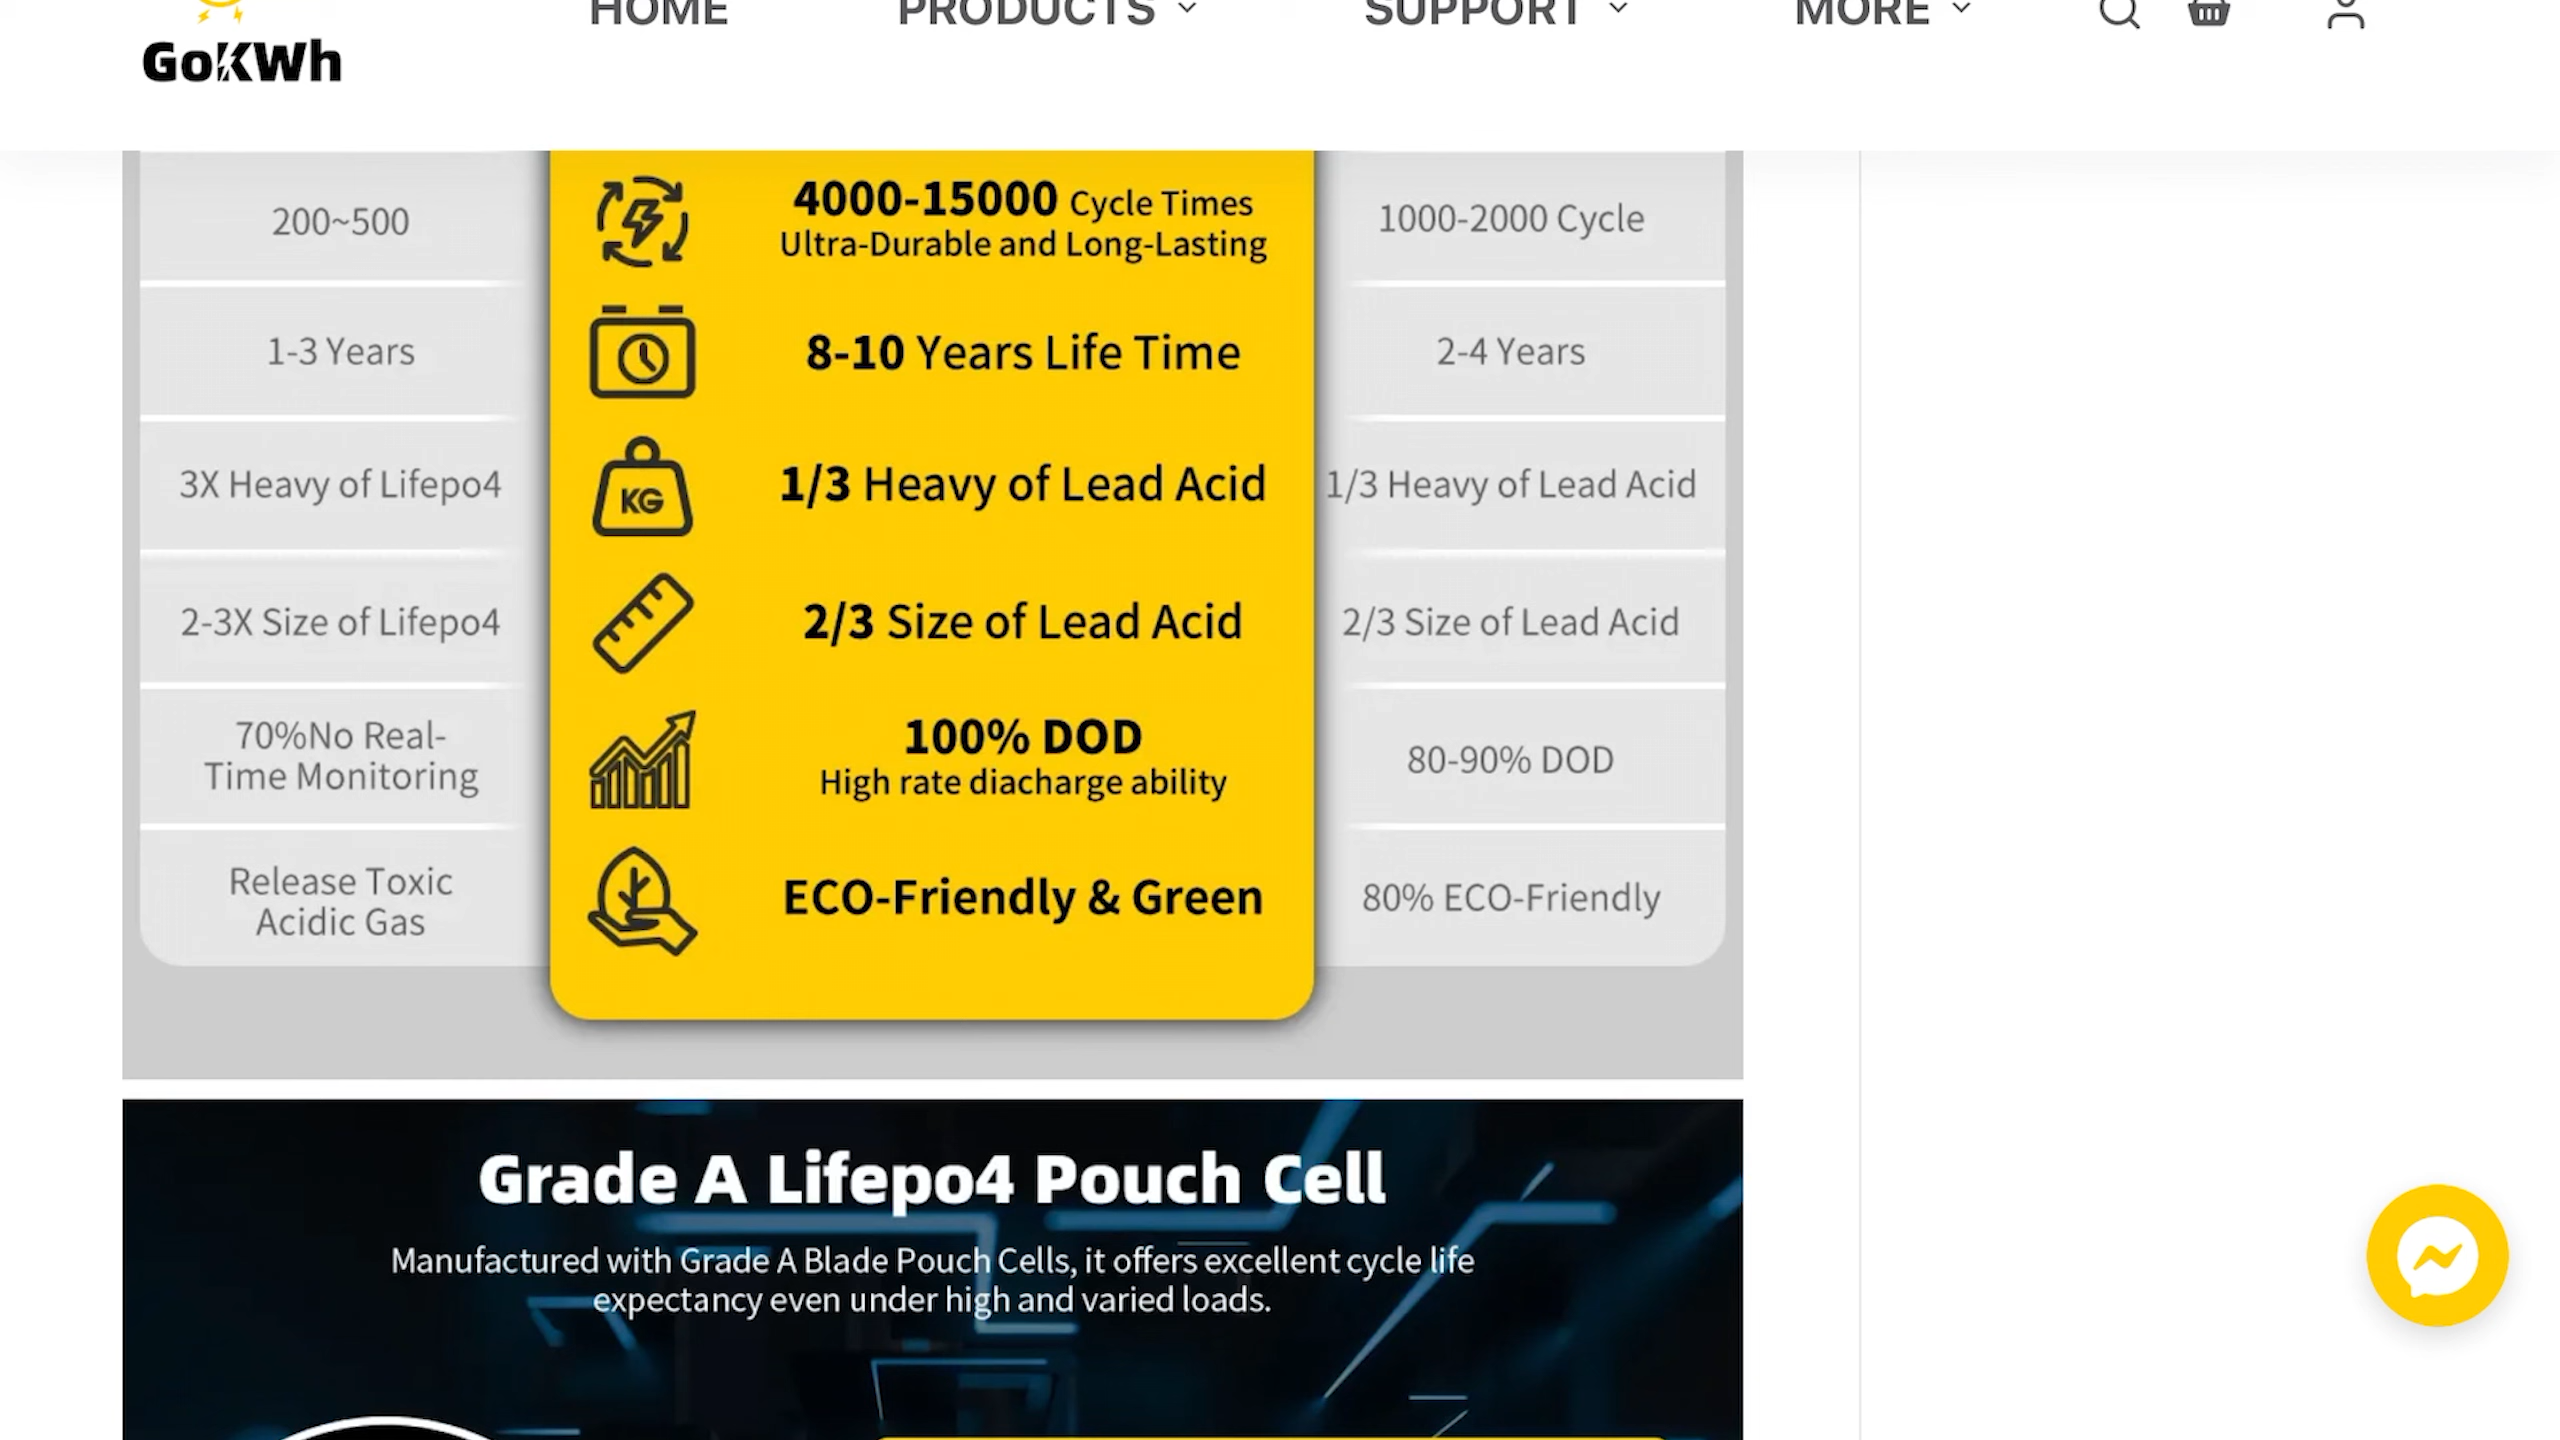 HOME
PRODUCTS
SUPPORT
MORE
GoKWh
200~500
4000-15000 Cycle Times
Ultra-Durable and Long-Lasting
1000-2000 Cycle
1-3 Years
8-10 Years Life Time
2-4 Years
3X Heavy of Lifepo4
KG
1/3 Heavy of Lead Acid
1/3 Heavy of Lead Acid
2-3X Size of Lifepo4
2/3 Size of Lead Acid
2/3 Size of Lead Acid
70%No Real-
Time Monitoring
100% DOD
High rate diacharge ability
80-90% DOD
Release Toxic
Acidic Gas
ECO-Friendly & Green
80% ECO-Friendly
Grade A Lifepo4 Pouch Cell
Manufactured with Grade A Blade Pouch Cells, it offers excellent cycle life
expectancy even under high and varied loads.